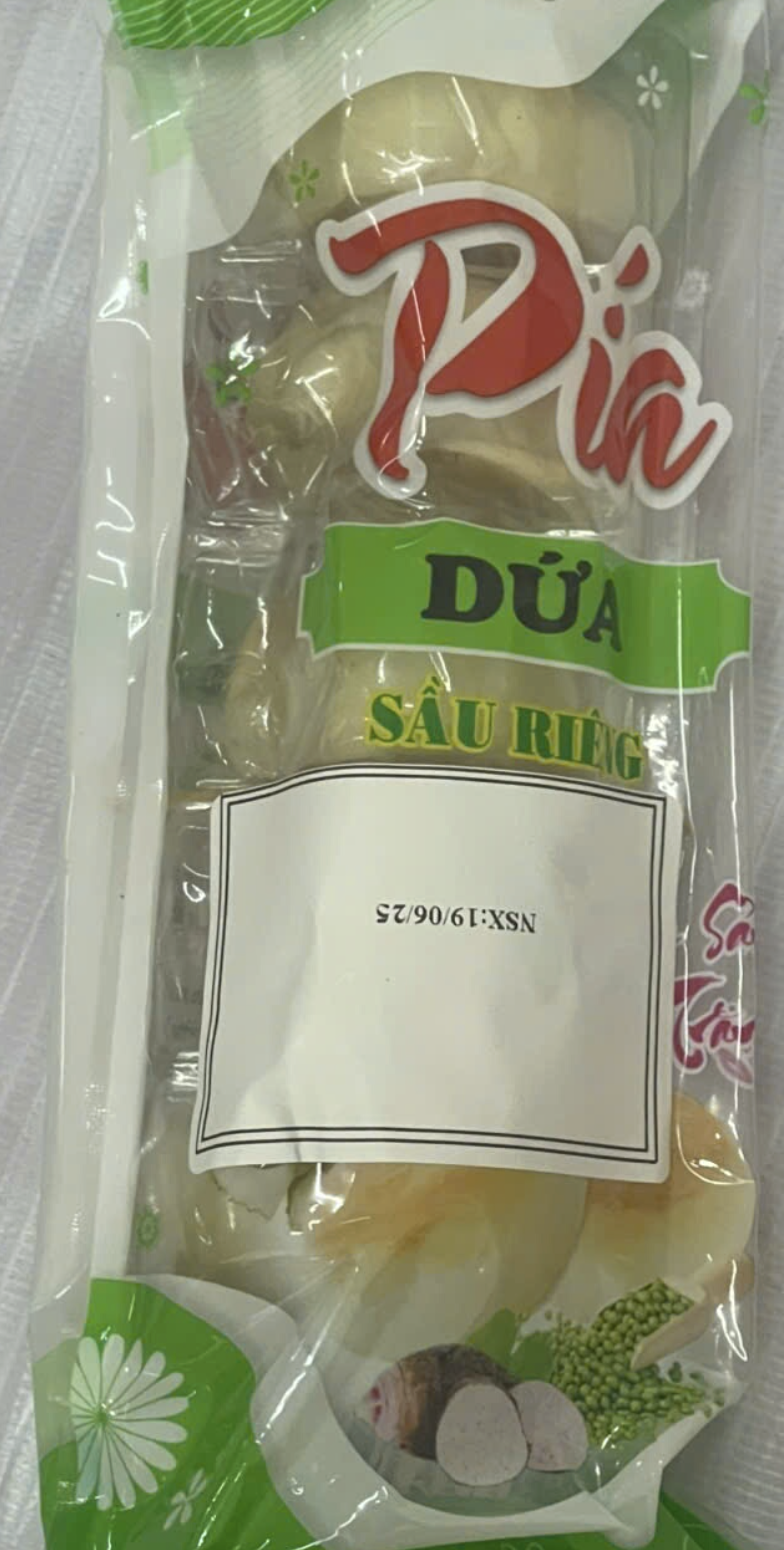 Pía
DỨA
SẦU RIÊNG
NSX:19/06/25